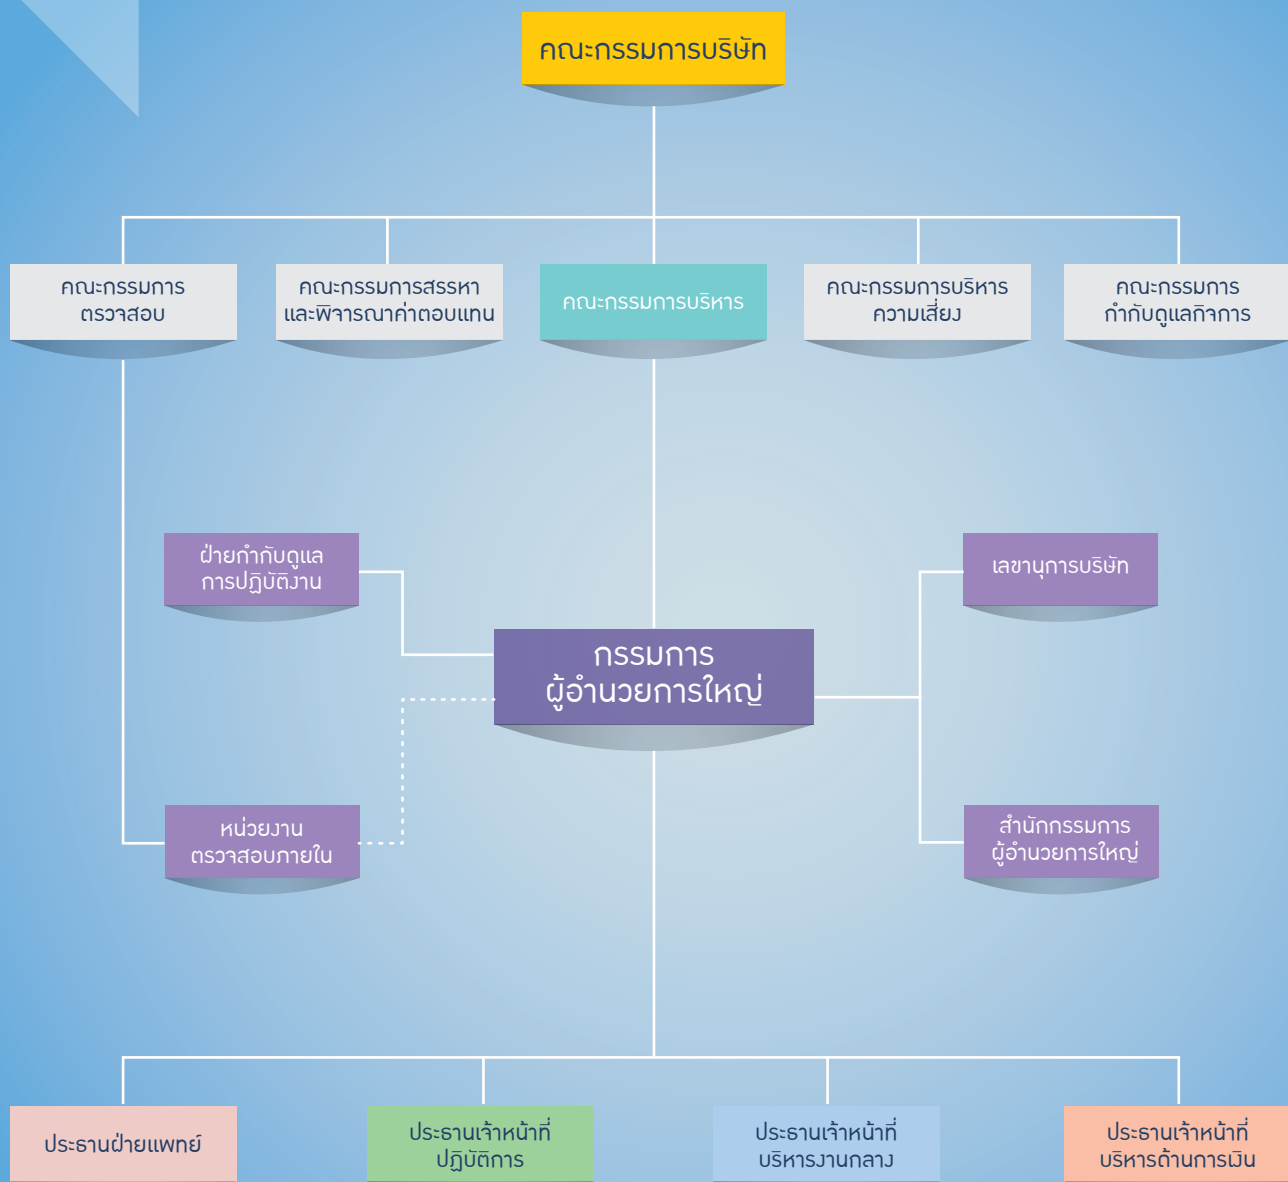 คณะกรรมการบริษัท
คณะกรรมการ
ตรวจสอบ
คณะกรรมการสรรหา
และพิจารณาค่าตอบแทน
คณะกรรมการบริหาร
คณะกรรมการบริหาร
ความเสี่ยง
คณะกรรมการ
กำกับดูแลกิจการ
ฝ่ายกำกับดูแล
การปฏิบัติงาน
เลขานุการบริษัท
กรรมการ
ผู้อำนวยการใหญ่
หน่วยงาน
ตรวจสอบภายใน
สำนักกรรมการ
ผู้อำนวยการใหญ่
ประธานฝ่ายแพทย์
ประธานเจ้าหน้าที่
ปฏิบัติการ
ประธานเจ้าหน้าที่
บริหารงานกลาง
ประธานเจ้าหน้าที่
บริหารด้านการเงิน